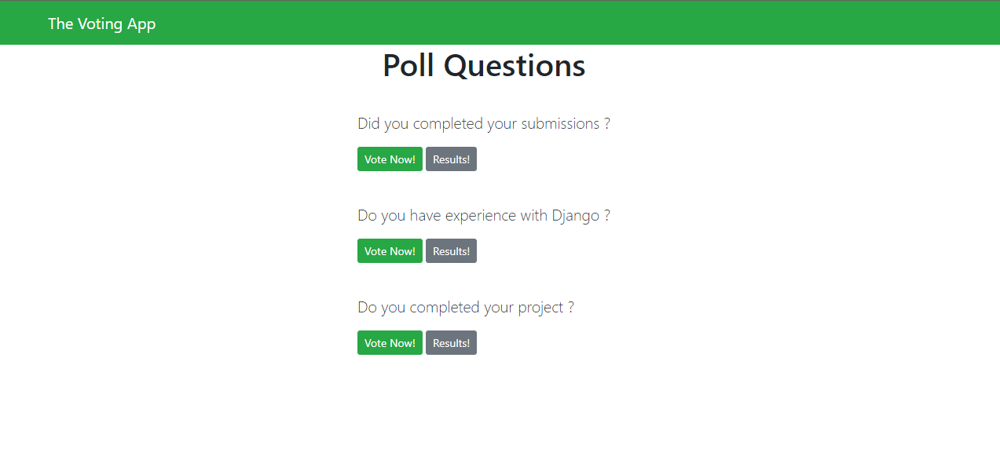 The Voting App
Poll Questions
Did you completed your submissions ?
Vote Now! Results!
Do you have experience with Django ?
Vote Now! Results!
Do you completed your project ?
Vote Now! Results!